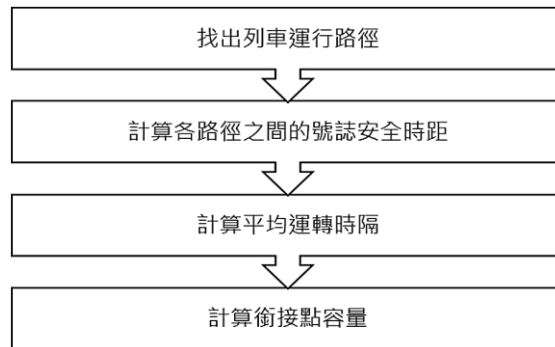 找出列車運行路徑
計算各路徑之間的號誌安全時距
計算平均運轉時隔
計算銜接點容量